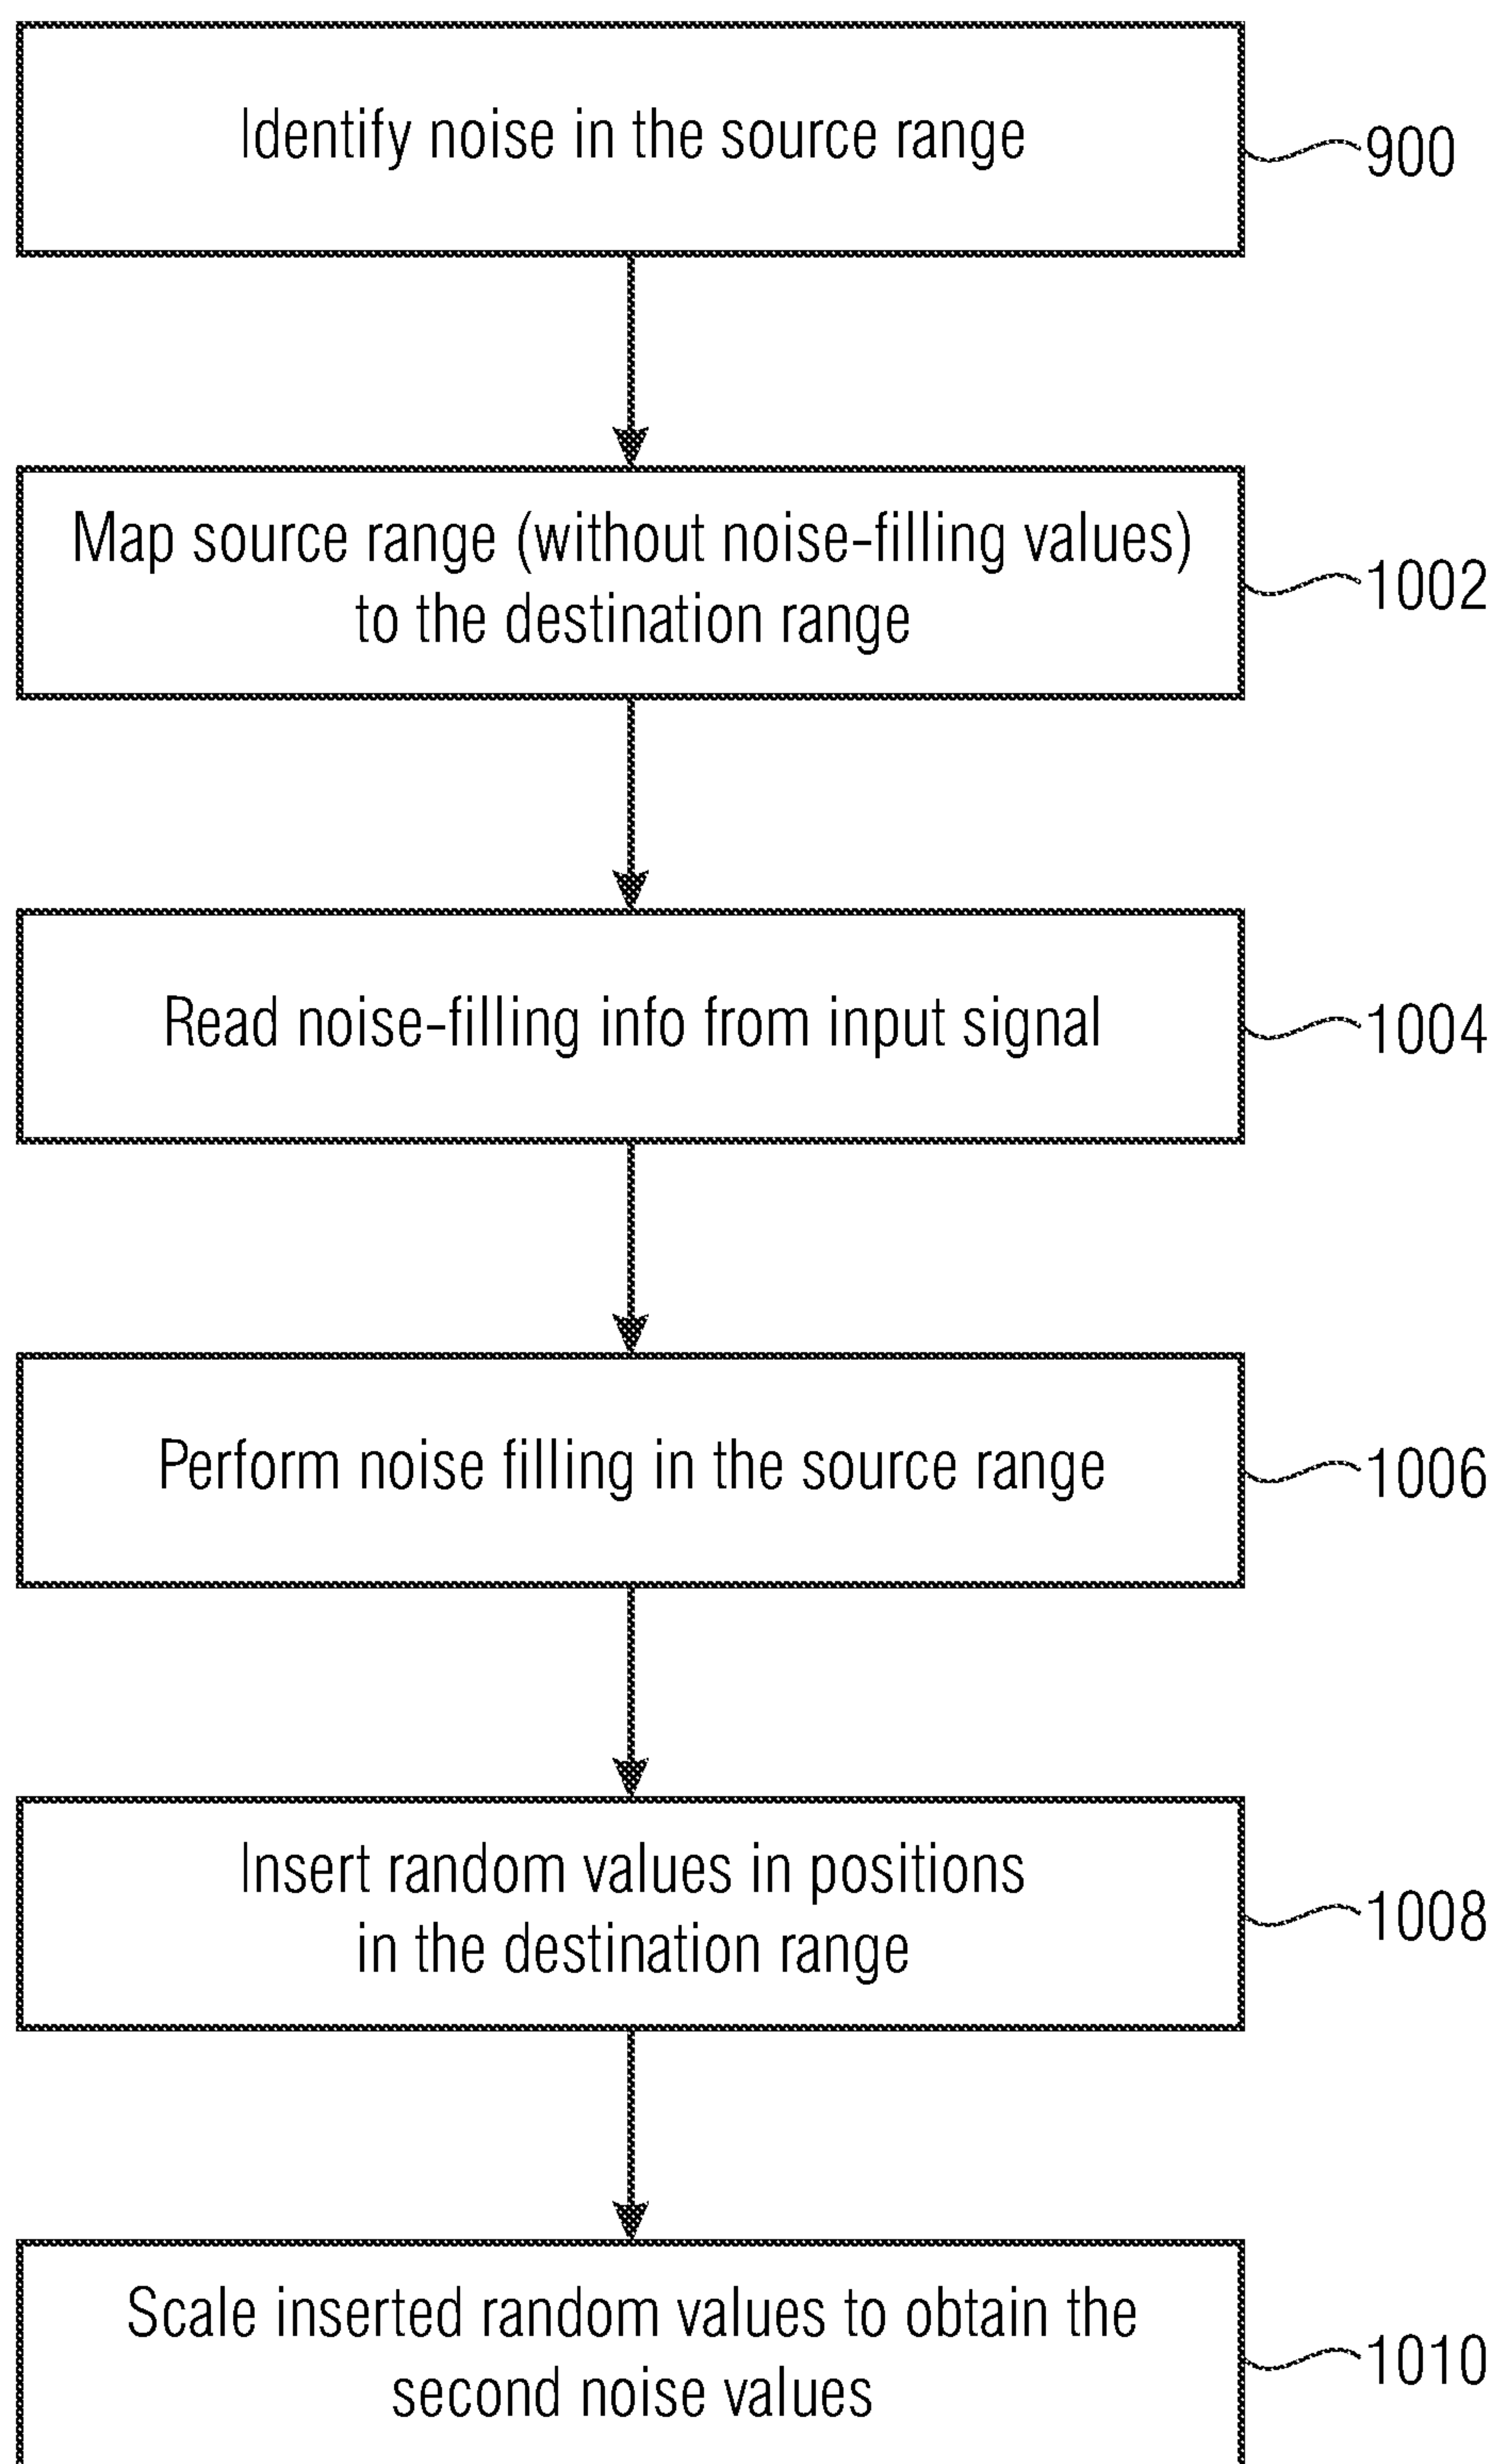 Identify noise in the source range
900
Map source range (without noise-filling values)
to the destination range
1002
Read noise-filling info from input signal
1004
Perform noise filling in the source range
1006
Insert random values in positions
in the destination range
1008
Scale inserted random values to obtain the
second noise values
1010